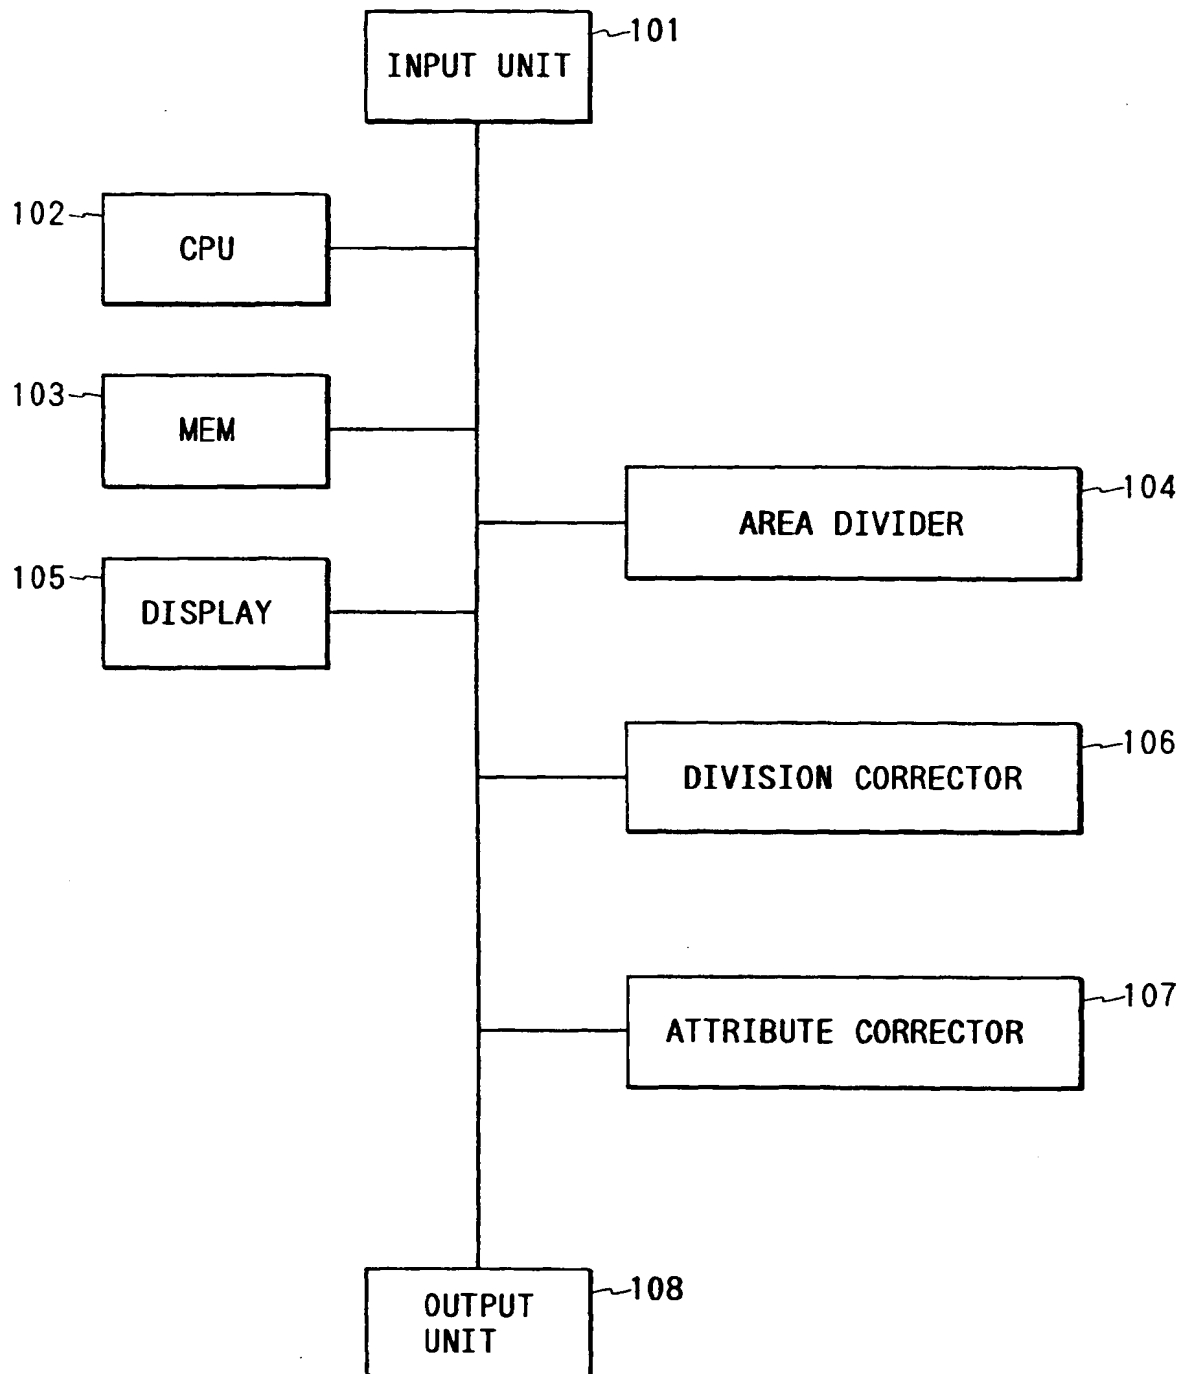 101
INPUT UNIT
102
CPU
103
MEM
104
AREA DIVIDER
105
DISPLAY
106
DIVISION CORRECTOR
107
ATTRIBUTE CORRECTOR
108
OUTPUT
UNIT